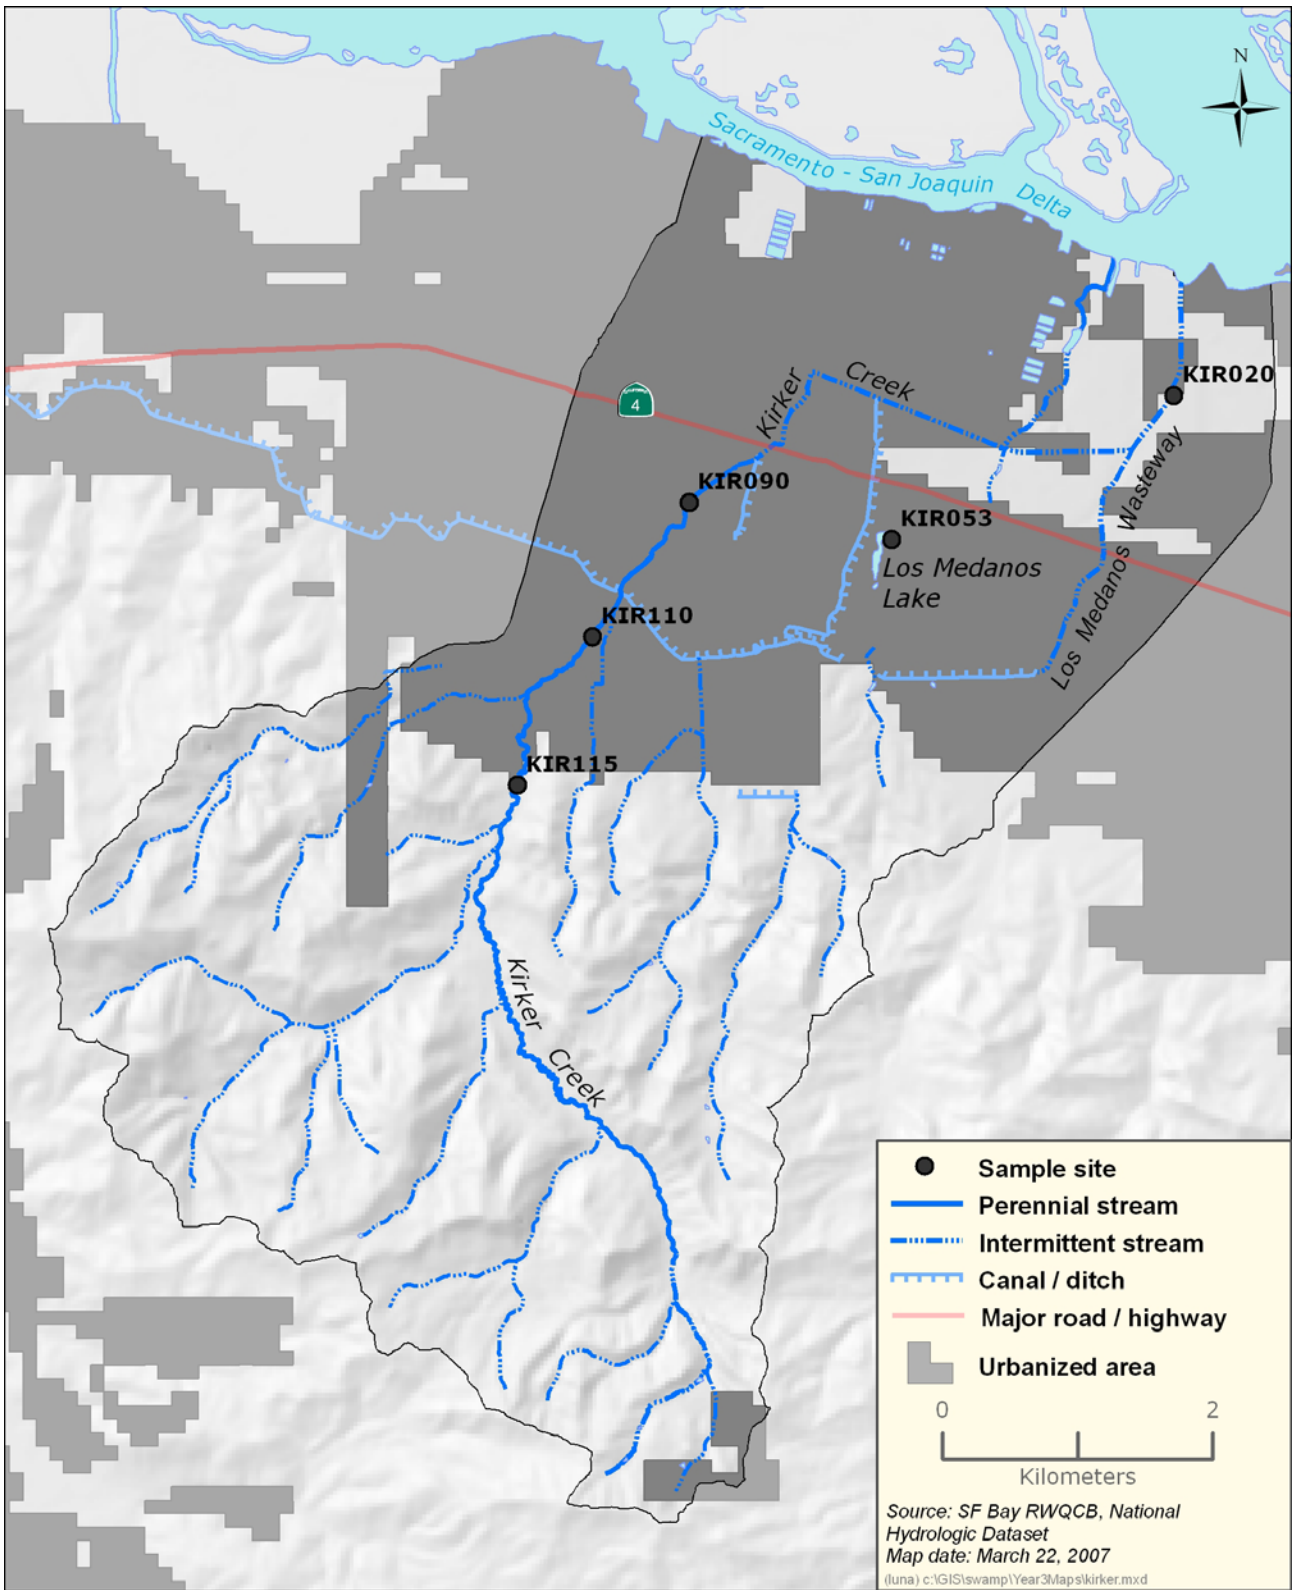 N
Sacramento - San Joaquin Delta
KIR020
Kirker Creek
4
KIR090
KIR053
Los Medanos
Lake
Los Medanos Wasteway
KIR110
KIR115
Kirker Creek
Sample site
Perennial stream
Intermittent stream
Canal / ditch
Major road / highway
Urbanized area
0 2
Kilometers
Source: SF Bay RWQCB, National
Hydrologic Dataset
Map date: March 22, 2007
(luna) c:\GIS\swamp\Year3Maps\kirker.mxd